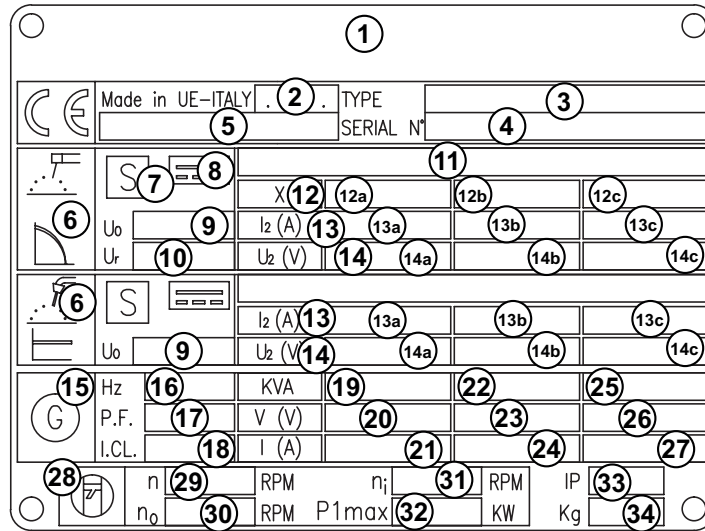 1
CE Made in UE-ITALY . 2 . TYPE 3
5 SERIAL N° 4
S 7 8 11
X 12 12a 12b 12c
6 U₀ 9 I₂ (A) 13 13a 13b 13c
Ur 10 U₂ (V) 14 14a 14b 14c
6 S
I₂ (A) 13 13a 13b 13c
U₀ 9 U₂ (V) 14 14a 14b 14c
15 Hz 16 KVA 19 22 25
G P.F. 17 V (V) 20 23 26
I.CL. 18 I (A) 21 24 27
28 n 29 RPM nᵢ 31 RPM IP 33
n₀ 30 RPM P1max 32 KW Kg 34